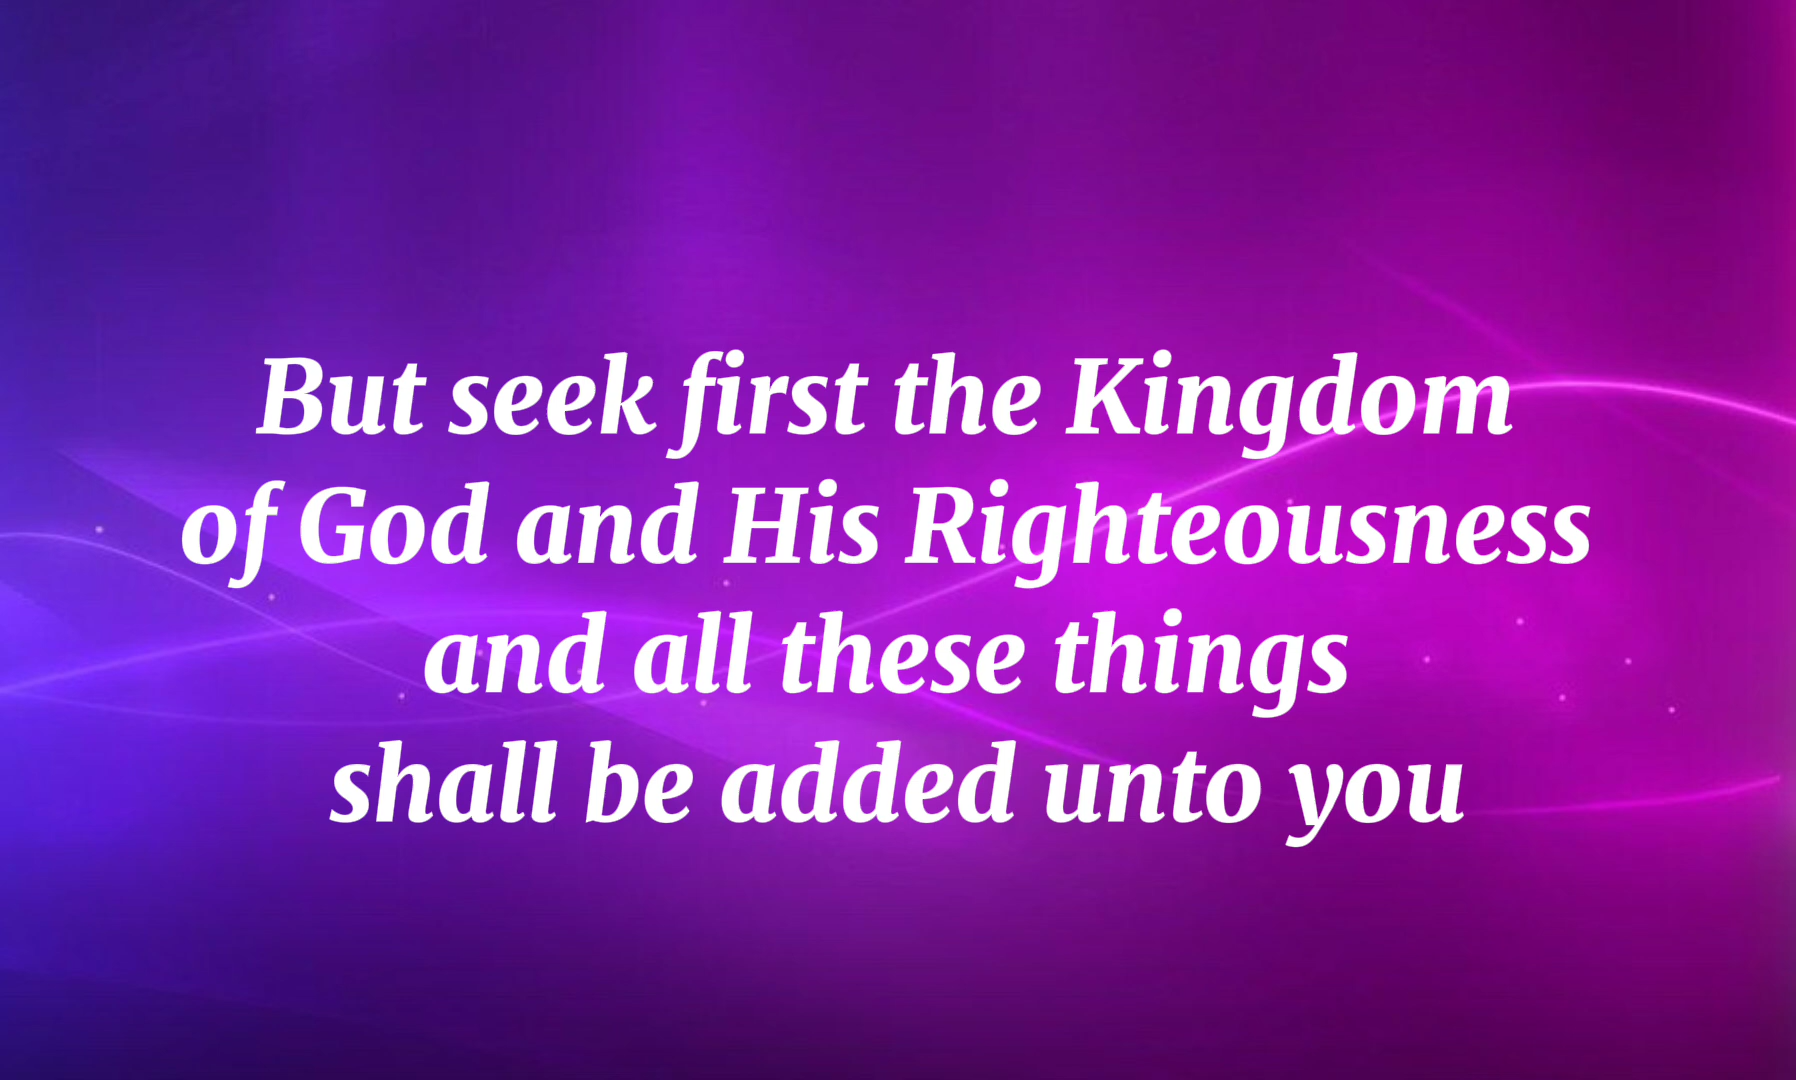 But seek first the Kingdom
of God and His Righteousness
and all these things
shall be added unto you